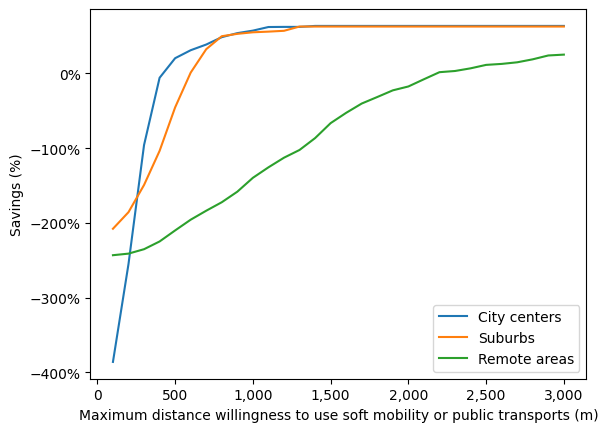 Savings (%)
0%
−100%
−200%
−300%
−400%
0
500
1,000
1,500
2,000
2,500
3,000
Maximum distance willingness to use soft mobility or public transports (m)
City centers
Suburbs
Remote areas